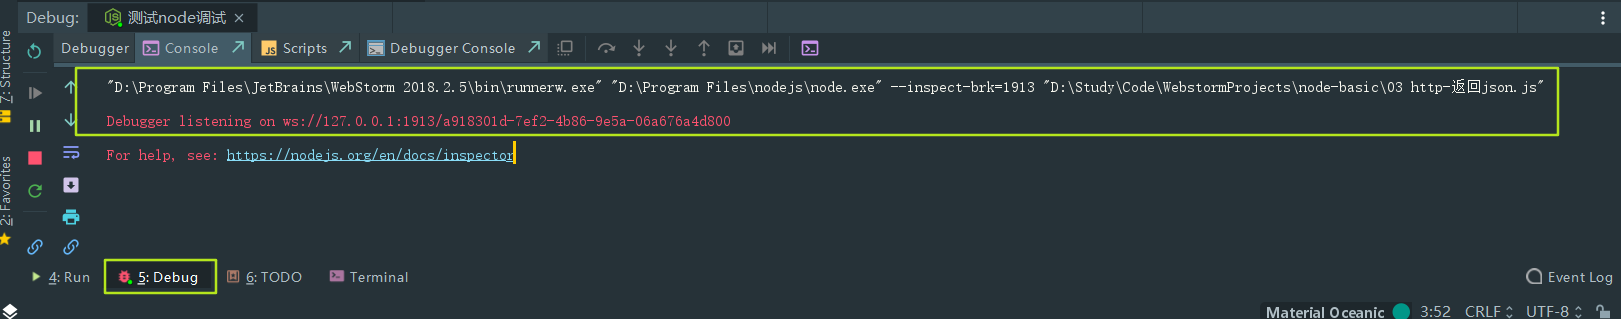 Debug: 测试node调试
Debugger Console Scripts Debugger Console
"D:\Program Files\JetBrains\WebStorm 2018.2.5\bin\runnerw.exe" "D:\Program Files\nodejs\node.exe" --inspect-brk=1913 "D:\Study\Code\WebstormProjects\node-basic\03 http-返回json.js"
Debugger listening on ws://127.0.0.1:1913/a918301d-7ef2-4b86-9e5a-06a676a4d800
For help, see: https://nodejs.org/en/docs/inspector
7: Structure
2: Favorites
4: Run 5: Debug 6: TODO Terminal Event Log
Material Oceanic 3:52 CRLF UTF-8